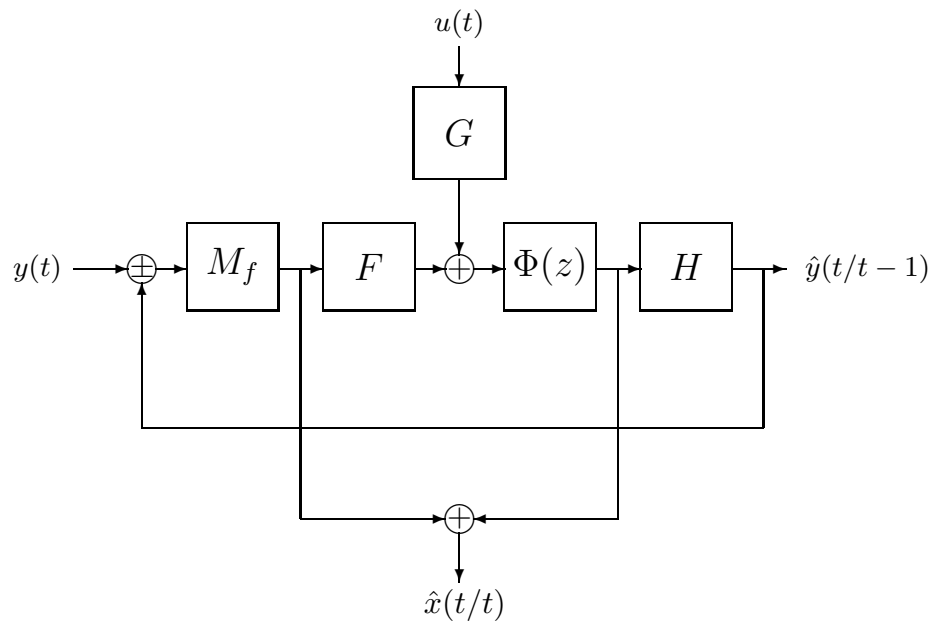 u(t)
G
y(t) ± M_f F + Φ(z) H ŷ(t/t − 1)
+
x̂(t/t)